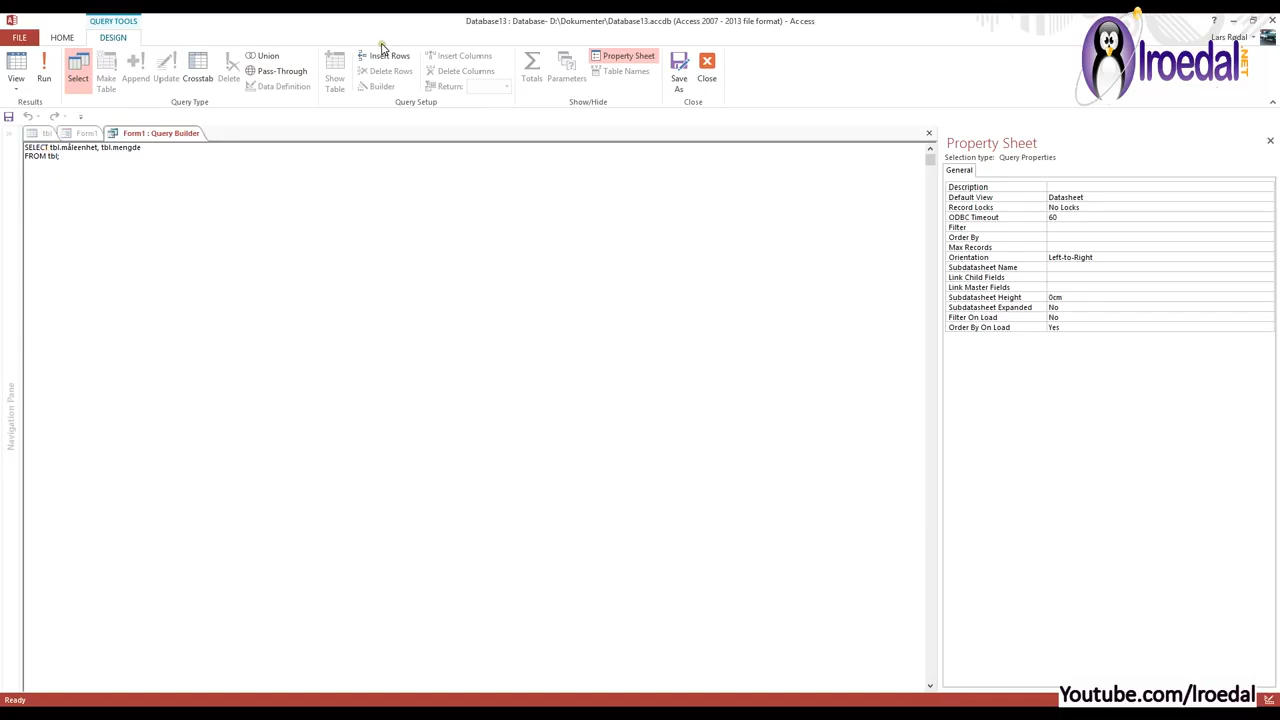 QUERY TOOLS
Database13 : Database- D:\Dokumenter\Database13.accdb (Access 2007 - 2013 file format) - Access
FILE
HOME
DESIGN
Lars Rødal
lroedal
.NET
View
Run
Results
Select
Make Table
Append
Update
Crosstab
Delete
Union
Pass-Through
Data Definition
Query Type
Show Table
Insert Rows
Delete Rows
Builder
Insert Columns
Delete Columns
Return:
Query Setup
Totals
Parameters
Property Sheet
Table Names
Show/Hide
Save As
Close
Close
tbl
Form1
Form1 : Query Builder
SELECT tbl.måleenhet, tbl.mengde
FROM tbl;
Navigation Pane
Property Sheet
Selection type: Query Properties
General
Description
Default View Datasheet
Record Locks No Locks
ODBC Timeout 60
Filter
Order By
Max Records
Orientation Left-to-Right
Subdatasheet Name
Link Child Fields
Link Master Fields
Subdatasheet Height 0cm
Subdatasheet Expanded No
Filter On Load No
Order By On Load Yes
Ready
Youtube.com/lroedal